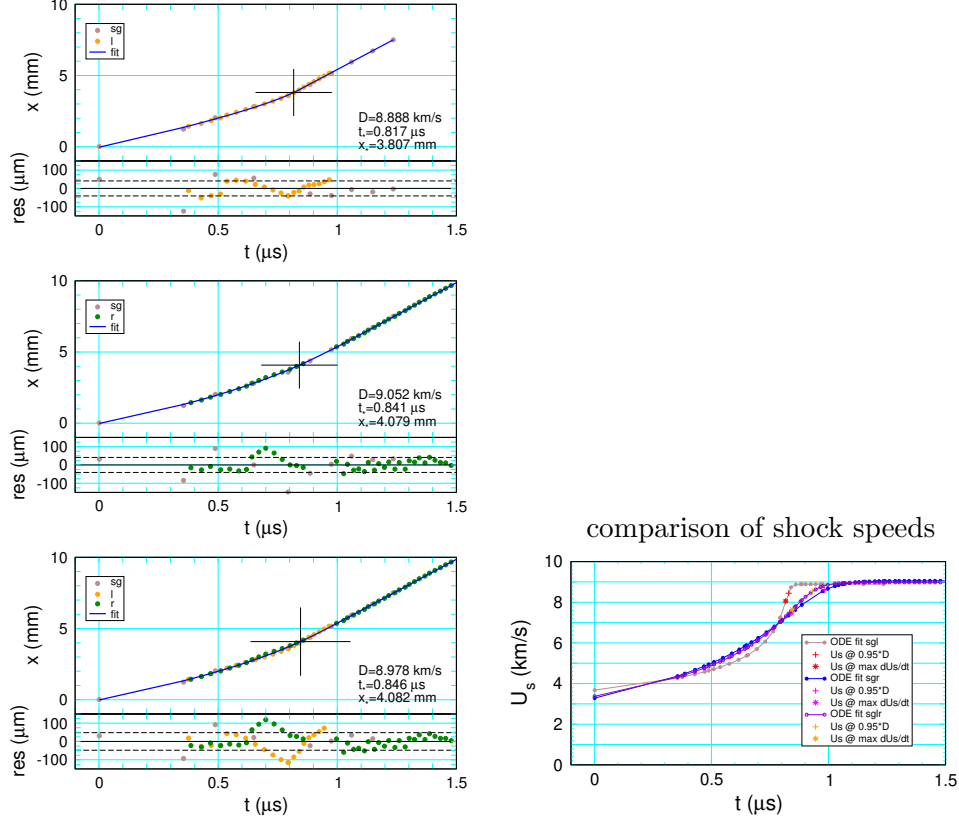 10
5
0
x (mm)
sg
l
fit
D=8.888 km/s
t*=0.817 μs
x*=3.807 mm
100
0
-100
res (μm)
0
0.5
1
1.5
t (μs)
10
5
0
x (mm)
sg
r
fit
D=9.052 km/s
t*=0.841 μs
x*=4.079 mm
100
0
-100
res (μm)
0
0.5
1
1.5
t (μs)
10
5
0
x (mm)
sg
l
r
fit
D=8.978 km/s
t*=0.846 μs
x*=4.082 mm
100
0
-100
res (μm)
0
0.5
1
1.5
t (μs)
comparison of shock speeds
10
9
8
7
6
5
4
3
2
1
0
U_s (km/s)
ODE fit sgl
Us @ 0.95*D
Us @ max dUs/dt
ODE fit sgr
Us @ 0.95*D
Us @ max dUs/dt
ODE fit sglr
Us @ 0.95*D
Us @ max dUs/dt
0
0.5
1
1.5
t (μs)